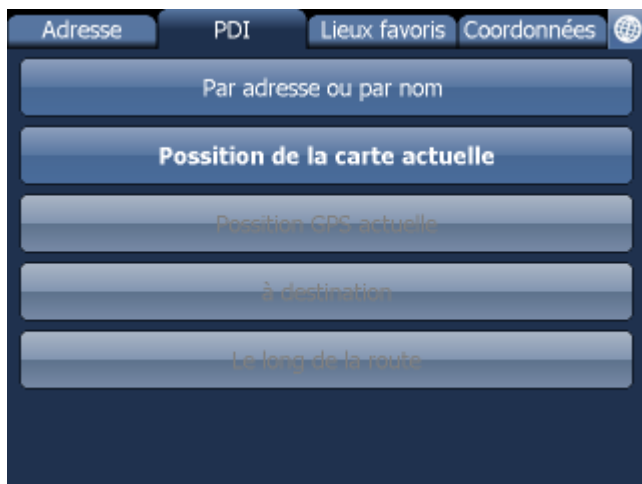 Adresse PDI Lieux favoris Coordonnées
Par adresse ou par nom
Possition de la carte actuelle
Possition GPS actuelle
à destination
Le long de la route